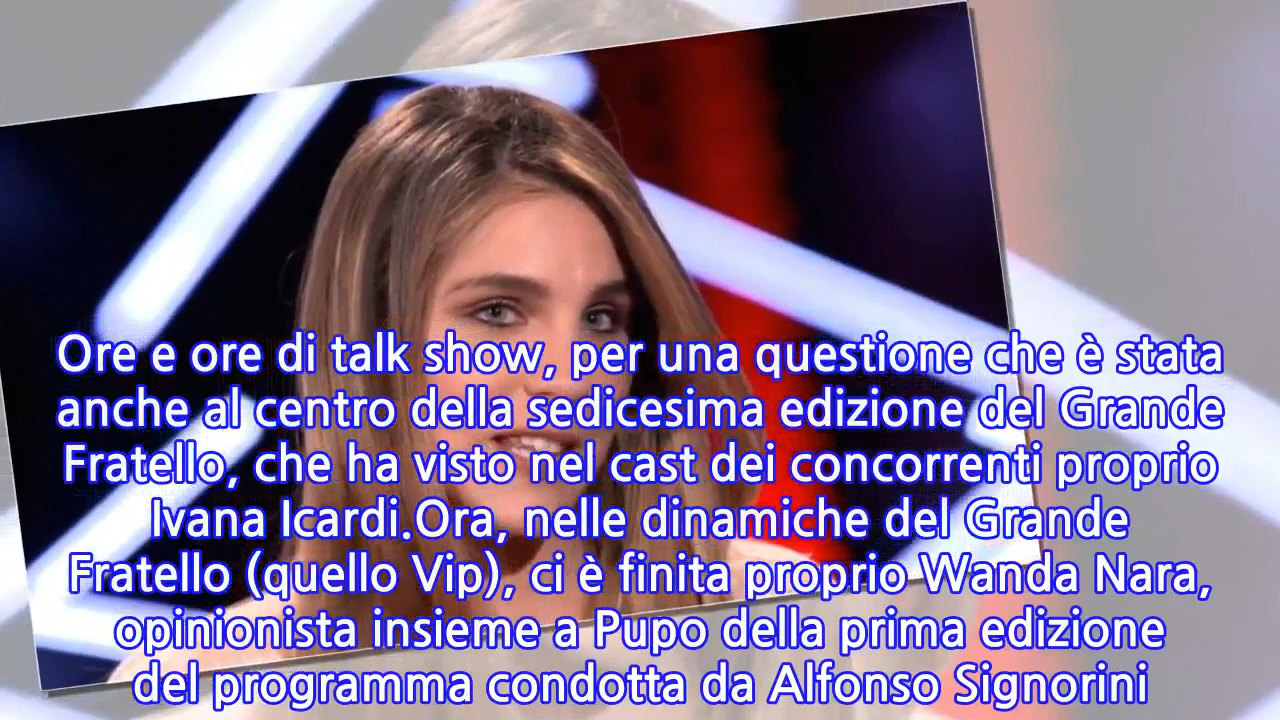 Ore e ore di talk show, per una questione che è stata
anche al centro della sedicesima edizione del Grande
Fratello, che ha visto nel cast dei concorrenti proprio
Ivana Icardi.Ora, nelle dinamiche del Grande
Fratello (quello Vip), ci è finita proprio Wanda Nara,
opinionista insieme a Pupo della prima edizione
del programma condotta da Alfonso Signorini